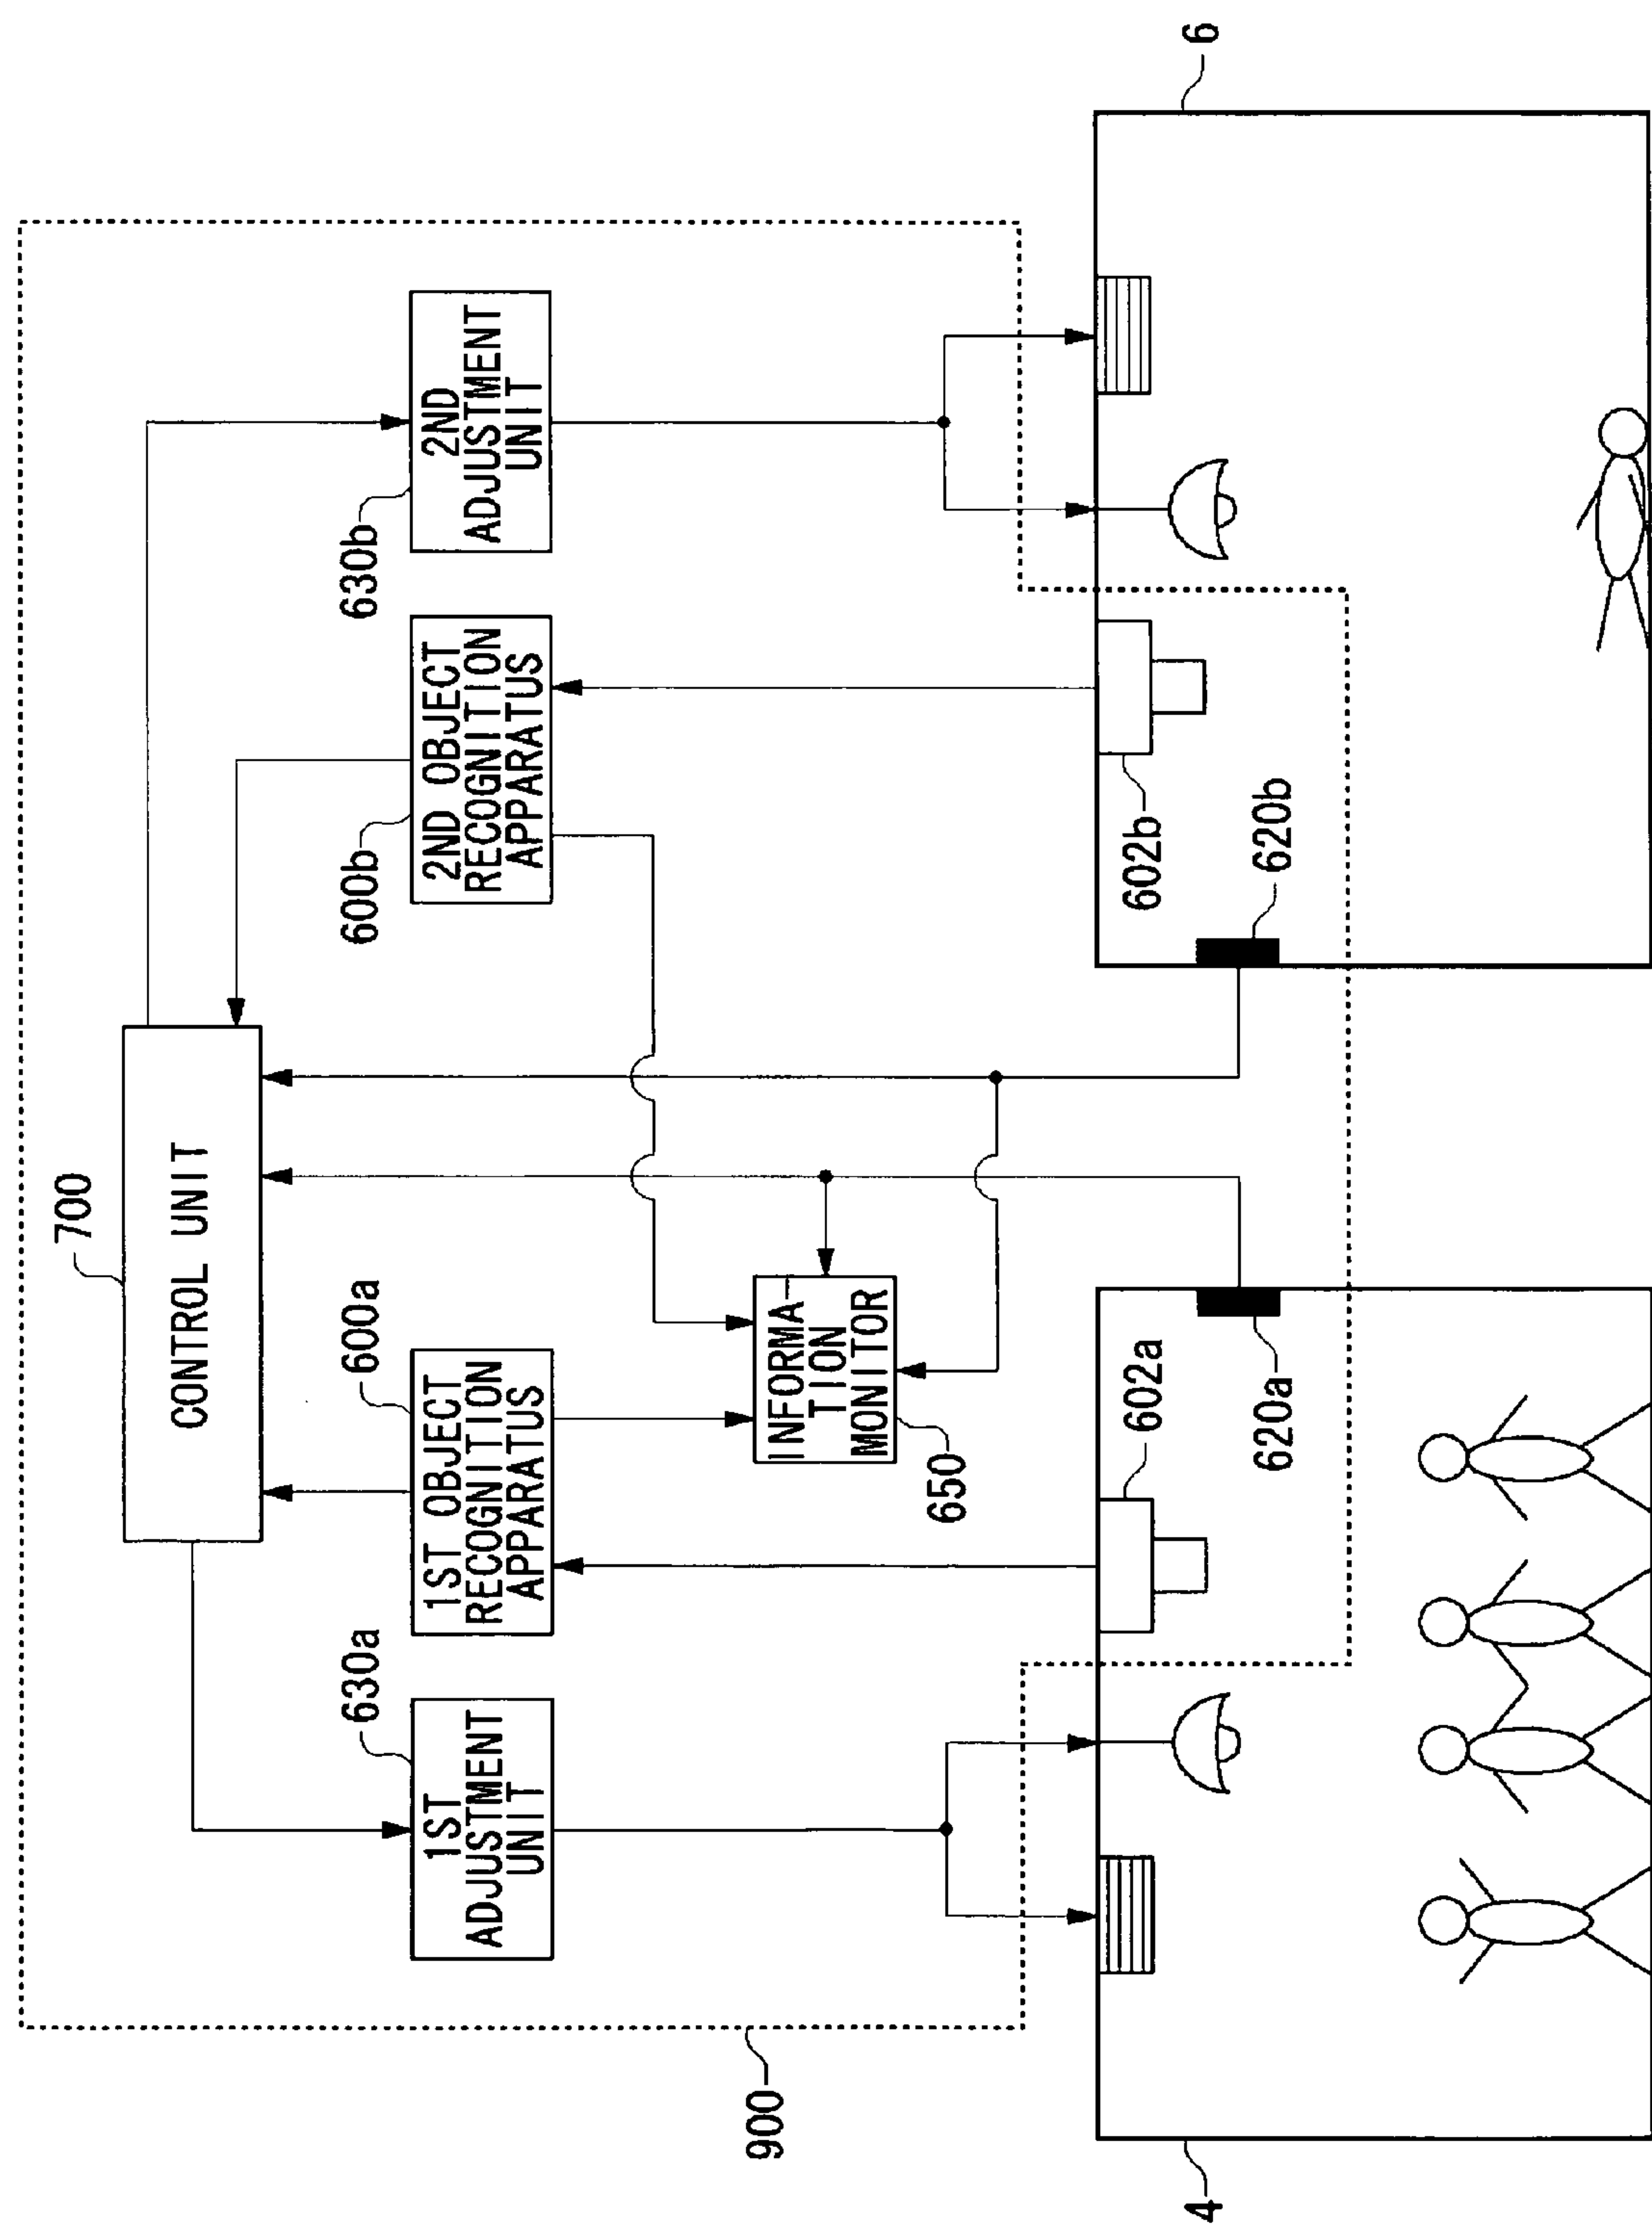 700
CONTROL UNIT
630a
600a
600b
630b
1ST
ADJUSTMENT
UNIT
1ST OBJECT
RECOGNITION
APPARATUS
2ND OBJECT
RECOGNITION
APPARATUS
2ND
ADJUSTMENT
UNIT
900
INFORMA-
TION
MONITOR
650
4
602a
620a
602b
620b
6